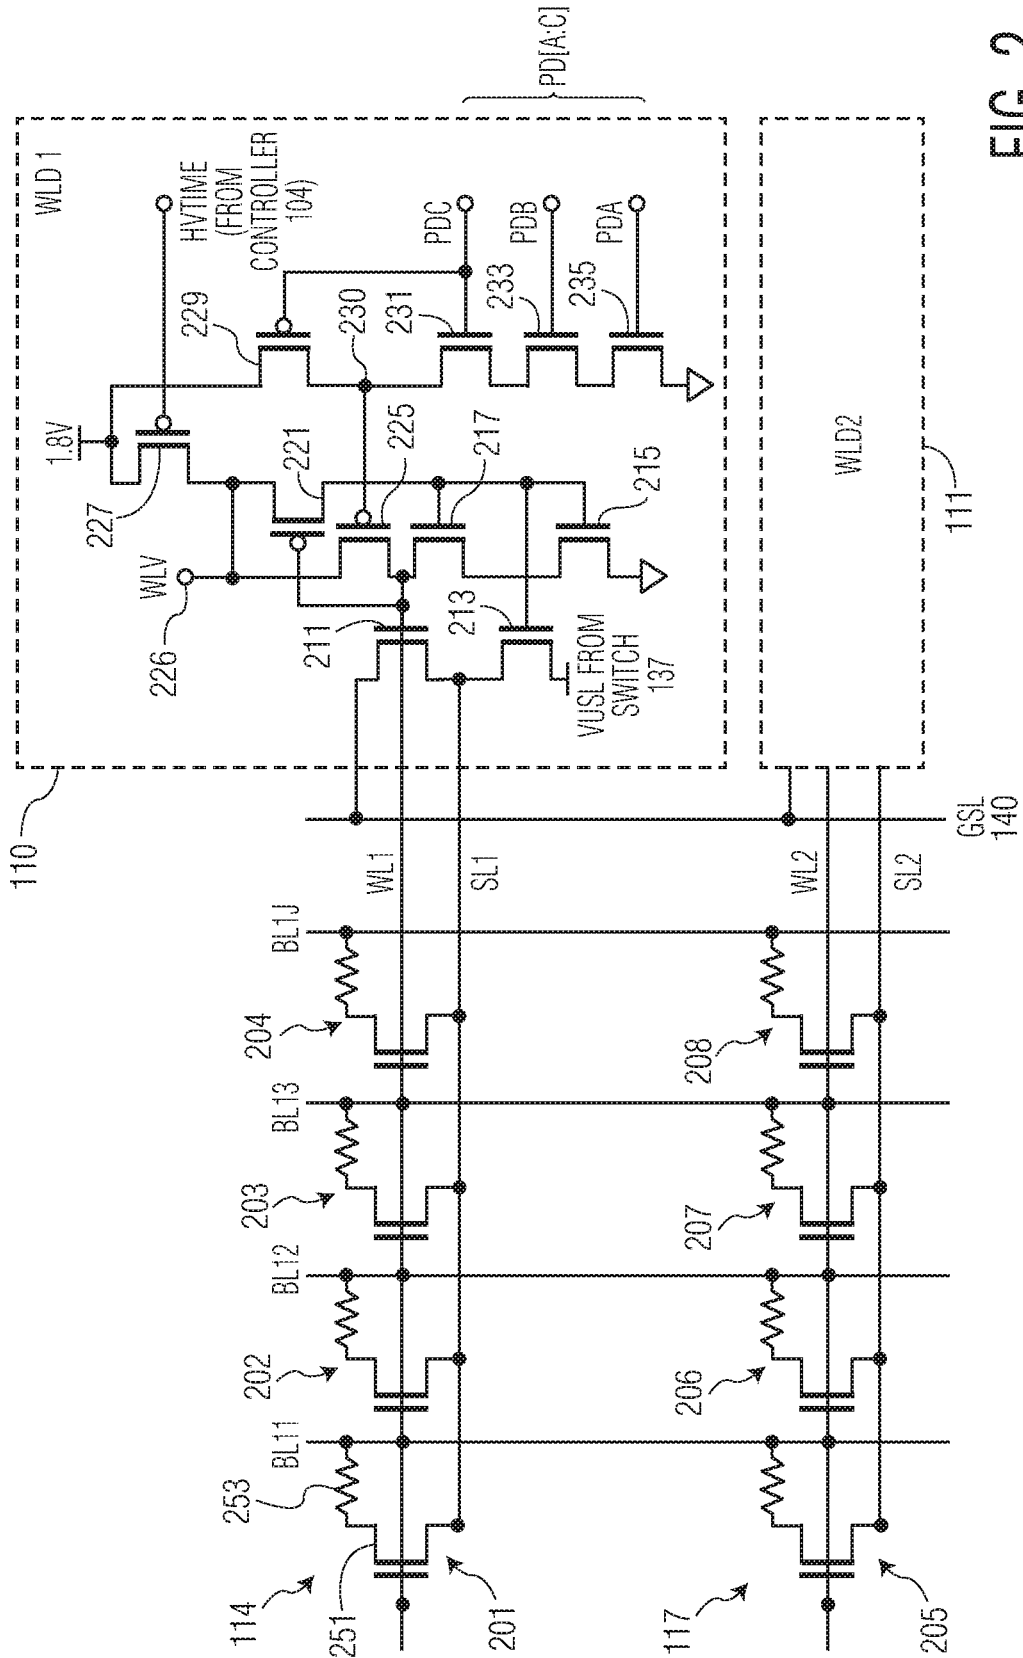 FIG. 2
110
WLD 1
WLV
226
1.8V
227
229
HVTIME
(FROM
CONTROLLER
104)
221
230
225
231
PDC
PD[A:C]
211
217
233
PDB
213
215
235
PDA
VUSL FROM
SWITCH
137
WLD2
111
GSL
140
WL1
SL1
WL2
SL2
BL1J
204
208
BL13
203
207
BL12
202
206
BL11
253
251
114
201
117
205